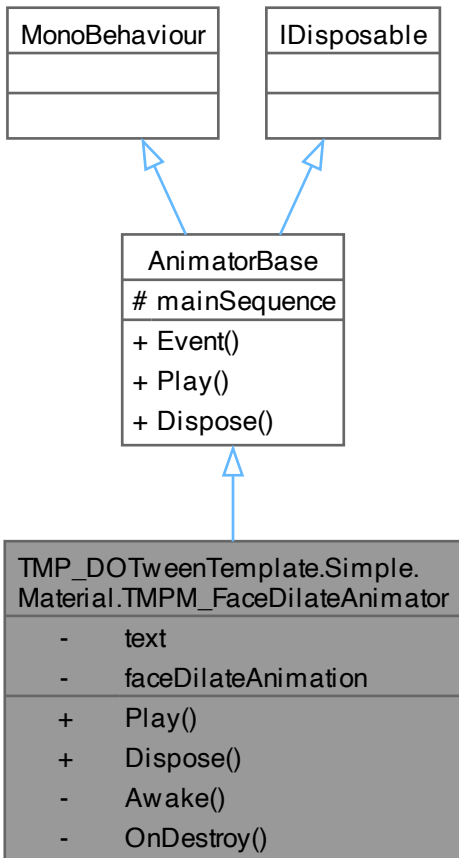 MonoBehaviour
IDisposable
AnimatorBase
# mainSequence
+ Event()
+ Play()
+ Dispose()
TMP_DOTweenTemplate.Simple.
Material.TMPM_FaceDilateAnimator
- text
- faceDilateAnimation
+ Play()
+ Dispose()
- Awake()
- OnDestroy()